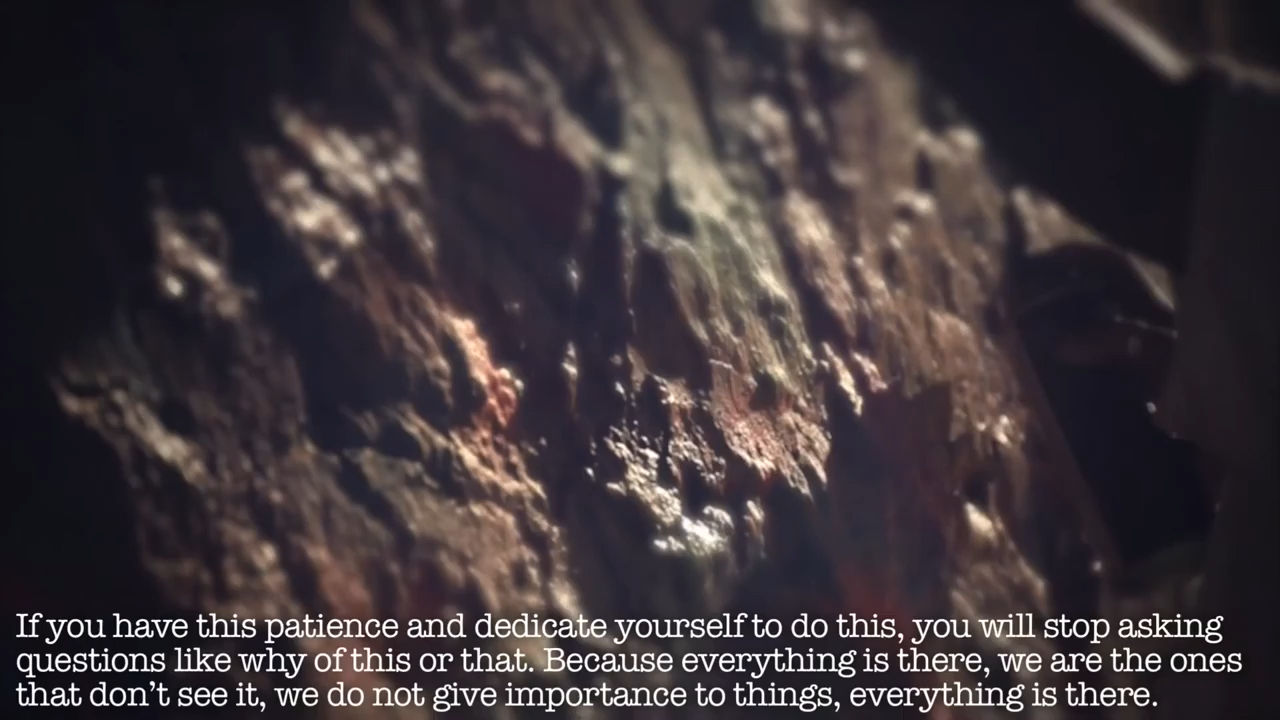 If you have this patience and dedicate yourself to do this, you will stop asking
questions like why of this or that. Because everything is there, we are the ones
that don't see it, we do not give importance to things, everything is there.